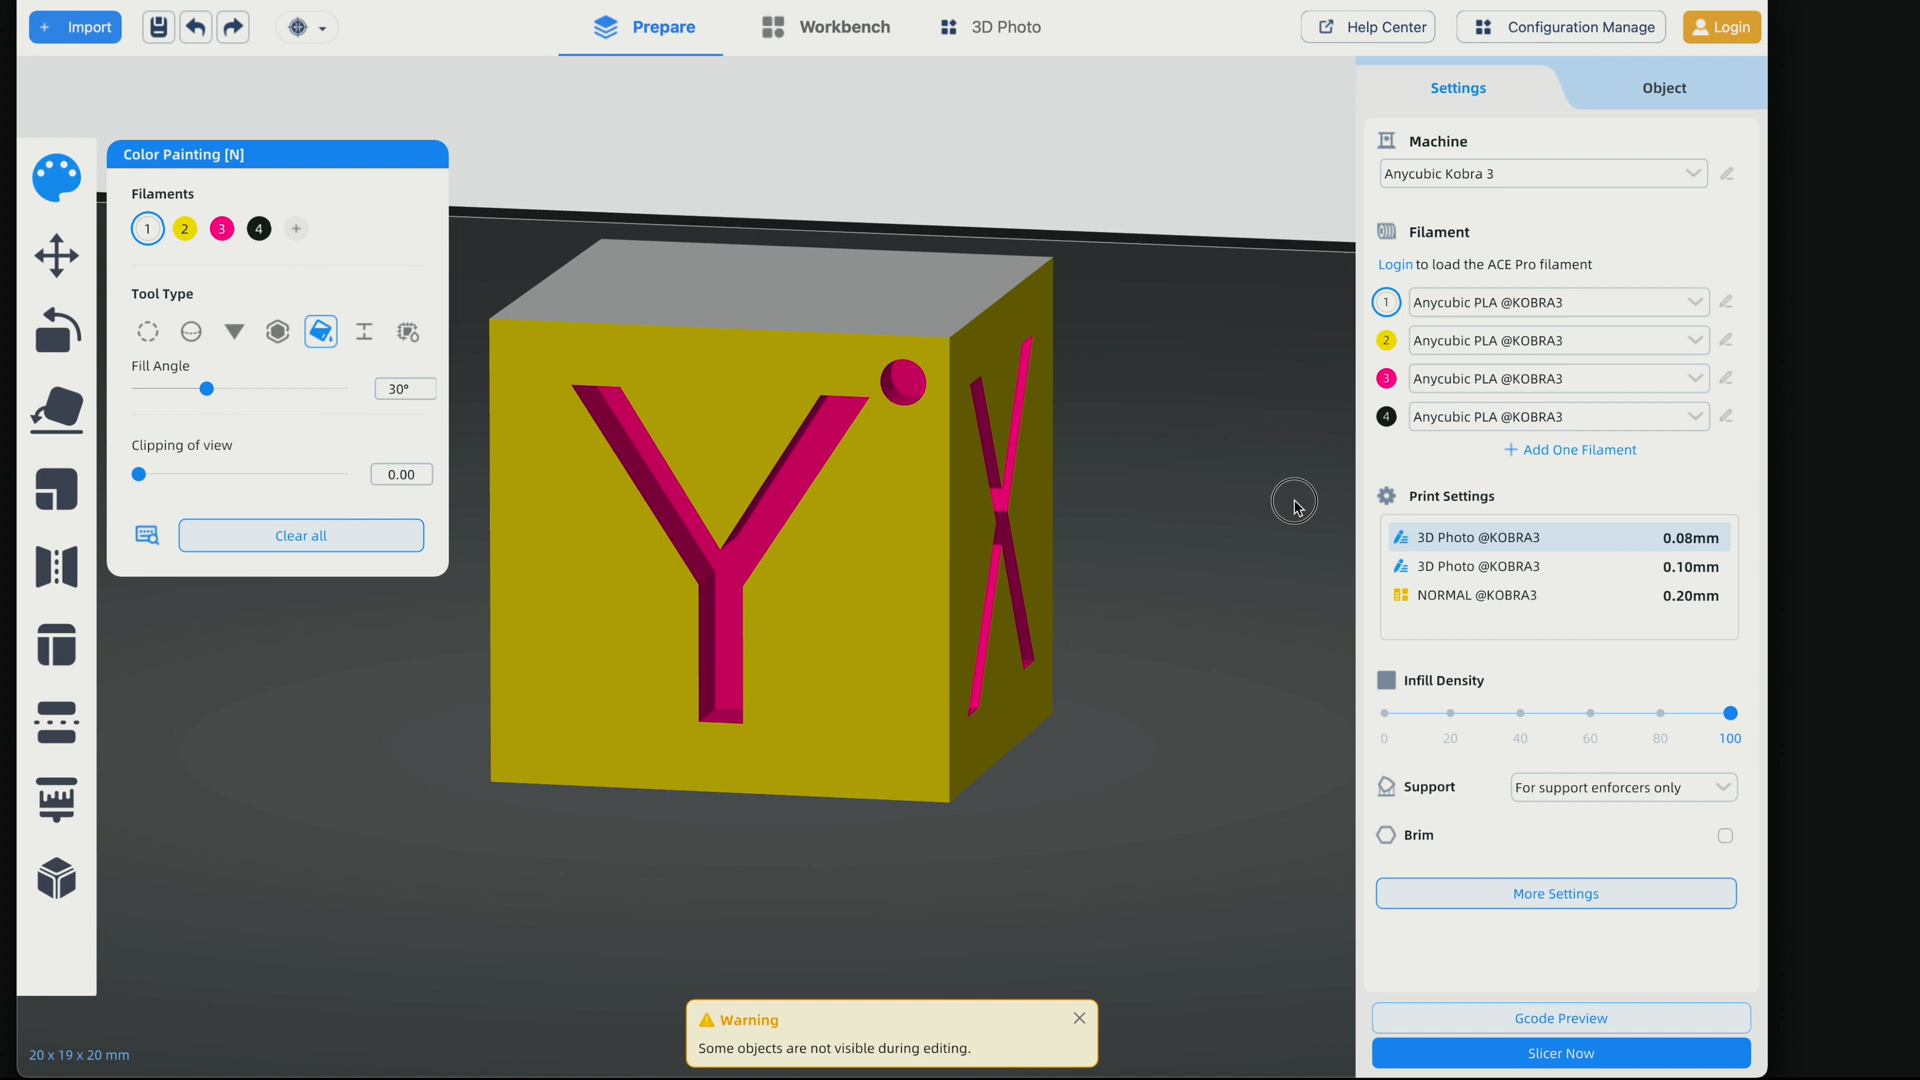 + Import
Prepare
Workbench
3D Photo
Help Center
Configuration Manage
Login
Settings
Object
Color Painting [N]
Filaments
1 2 3 4 +
Tool Type
Fill Angle
30°
Clipping of view
0.00
Clear all
Y
X
Machine
Anycubic Kobra 3
Filament
Login to load the ACE Pro filament
1 Anycubic PLA @KOBRA3
2 Anycubic PLA @KOBRA3
3 Anycubic PLA @KOBRA3
4 Anycubic PLA @KOBRA3
+ Add One Filament
Print Settings
3D Photo @KOBRA3 0.08mm
3D Photo @KOBRA3 0.10mm
NORMAL @KOBRA3 0.20mm
Infill Density
0 20 40 60 80 100
Support
For support enforcers only
Brim
More Settings
Gcode Preview
Slicer Now
Warning
Some objects are not visible during editing.
20 x 19 x 20 mm